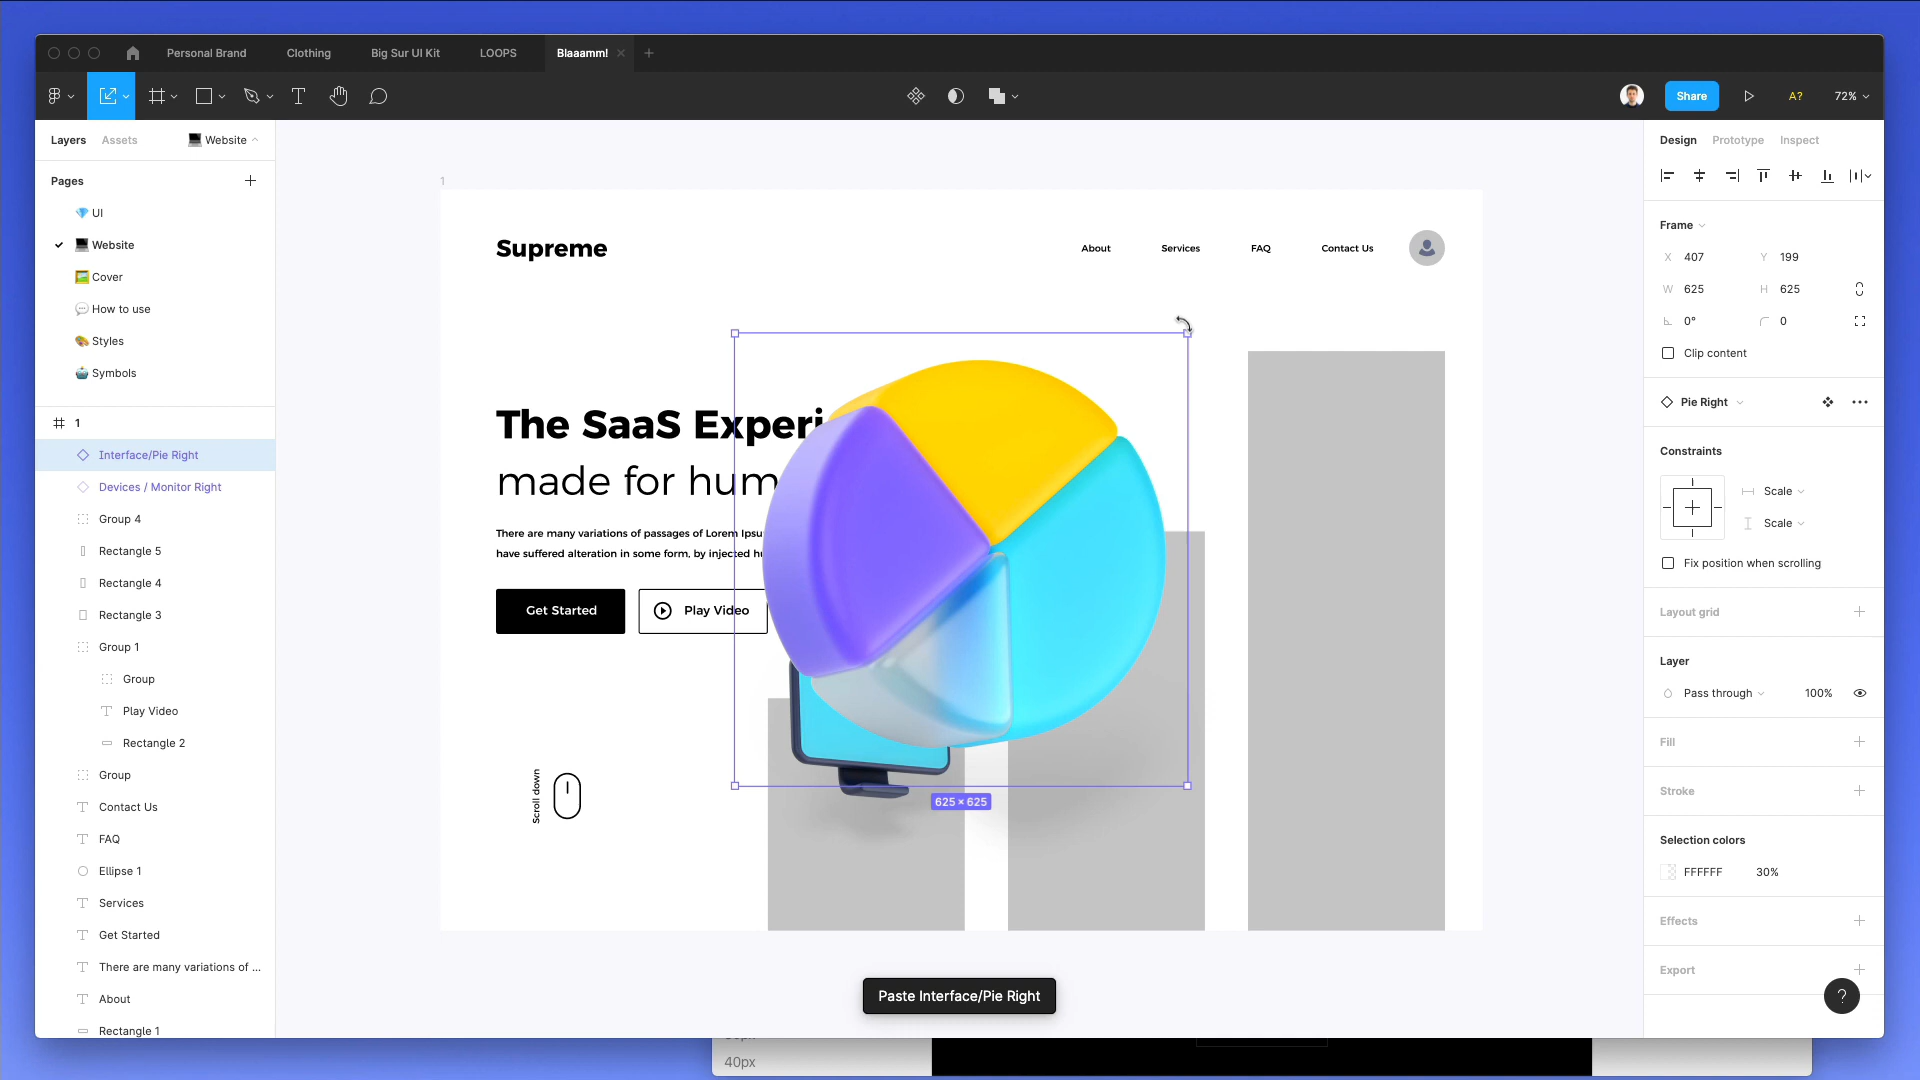 Personal Brand
Clothing
Big Sur UI Kit
LOOPS
Blaaamm!
Share
A?
72%
Layers
Assets
Website
Pages
UI
Website
Cover
How to use
Styles
Symbols
1
Interface/Pie Right
Devices / Monitor Right
Group 4
Rectangle 5
Rectangle 4
Rectangle 3
Group 1
Group
Play Video
Rectangle 2
Group
Contact Us
FAQ
Ellipse 1
Services
Get Started
There are many variations of ...
About
Rectangle 1
1
Supreme
About
Services
FAQ
Contact Us
The SaaS Experi
made for hum
There are many variations of passages of Lorem Ipsu
have suffered alteration in some form, by injected hu
Get Started
Play Video
Scroll down
625 × 625
Paste Interface/Pie Right
Design
Prototype
Inspect
Frame
X 407
Y 199
W 625
H 625
0°
0
Clip content
Pie Right
Constraints
Scale
Scale
Fix position when scrolling
Layout grid
Layer
Pass through
100%
Fill
Stroke
Selection colors
FFFFFF
30%
Effects
Export
?
40px